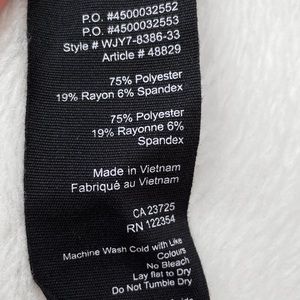 P.O. #4500032552
P.O. #4500032553
Style # WJY7-8386-33
Article # 48829
75% Polyester
19% Rayon 6% Spandex
75% Polyester
19% Rayonne 6%
Spandex
Made in Vietnam
Fabriqué au Vietnam
CA 23725
RN 122354
Machine Wash Cold with Like
Colours
No Bleach
Lay flat to Dry
Do Not Tumble Dry